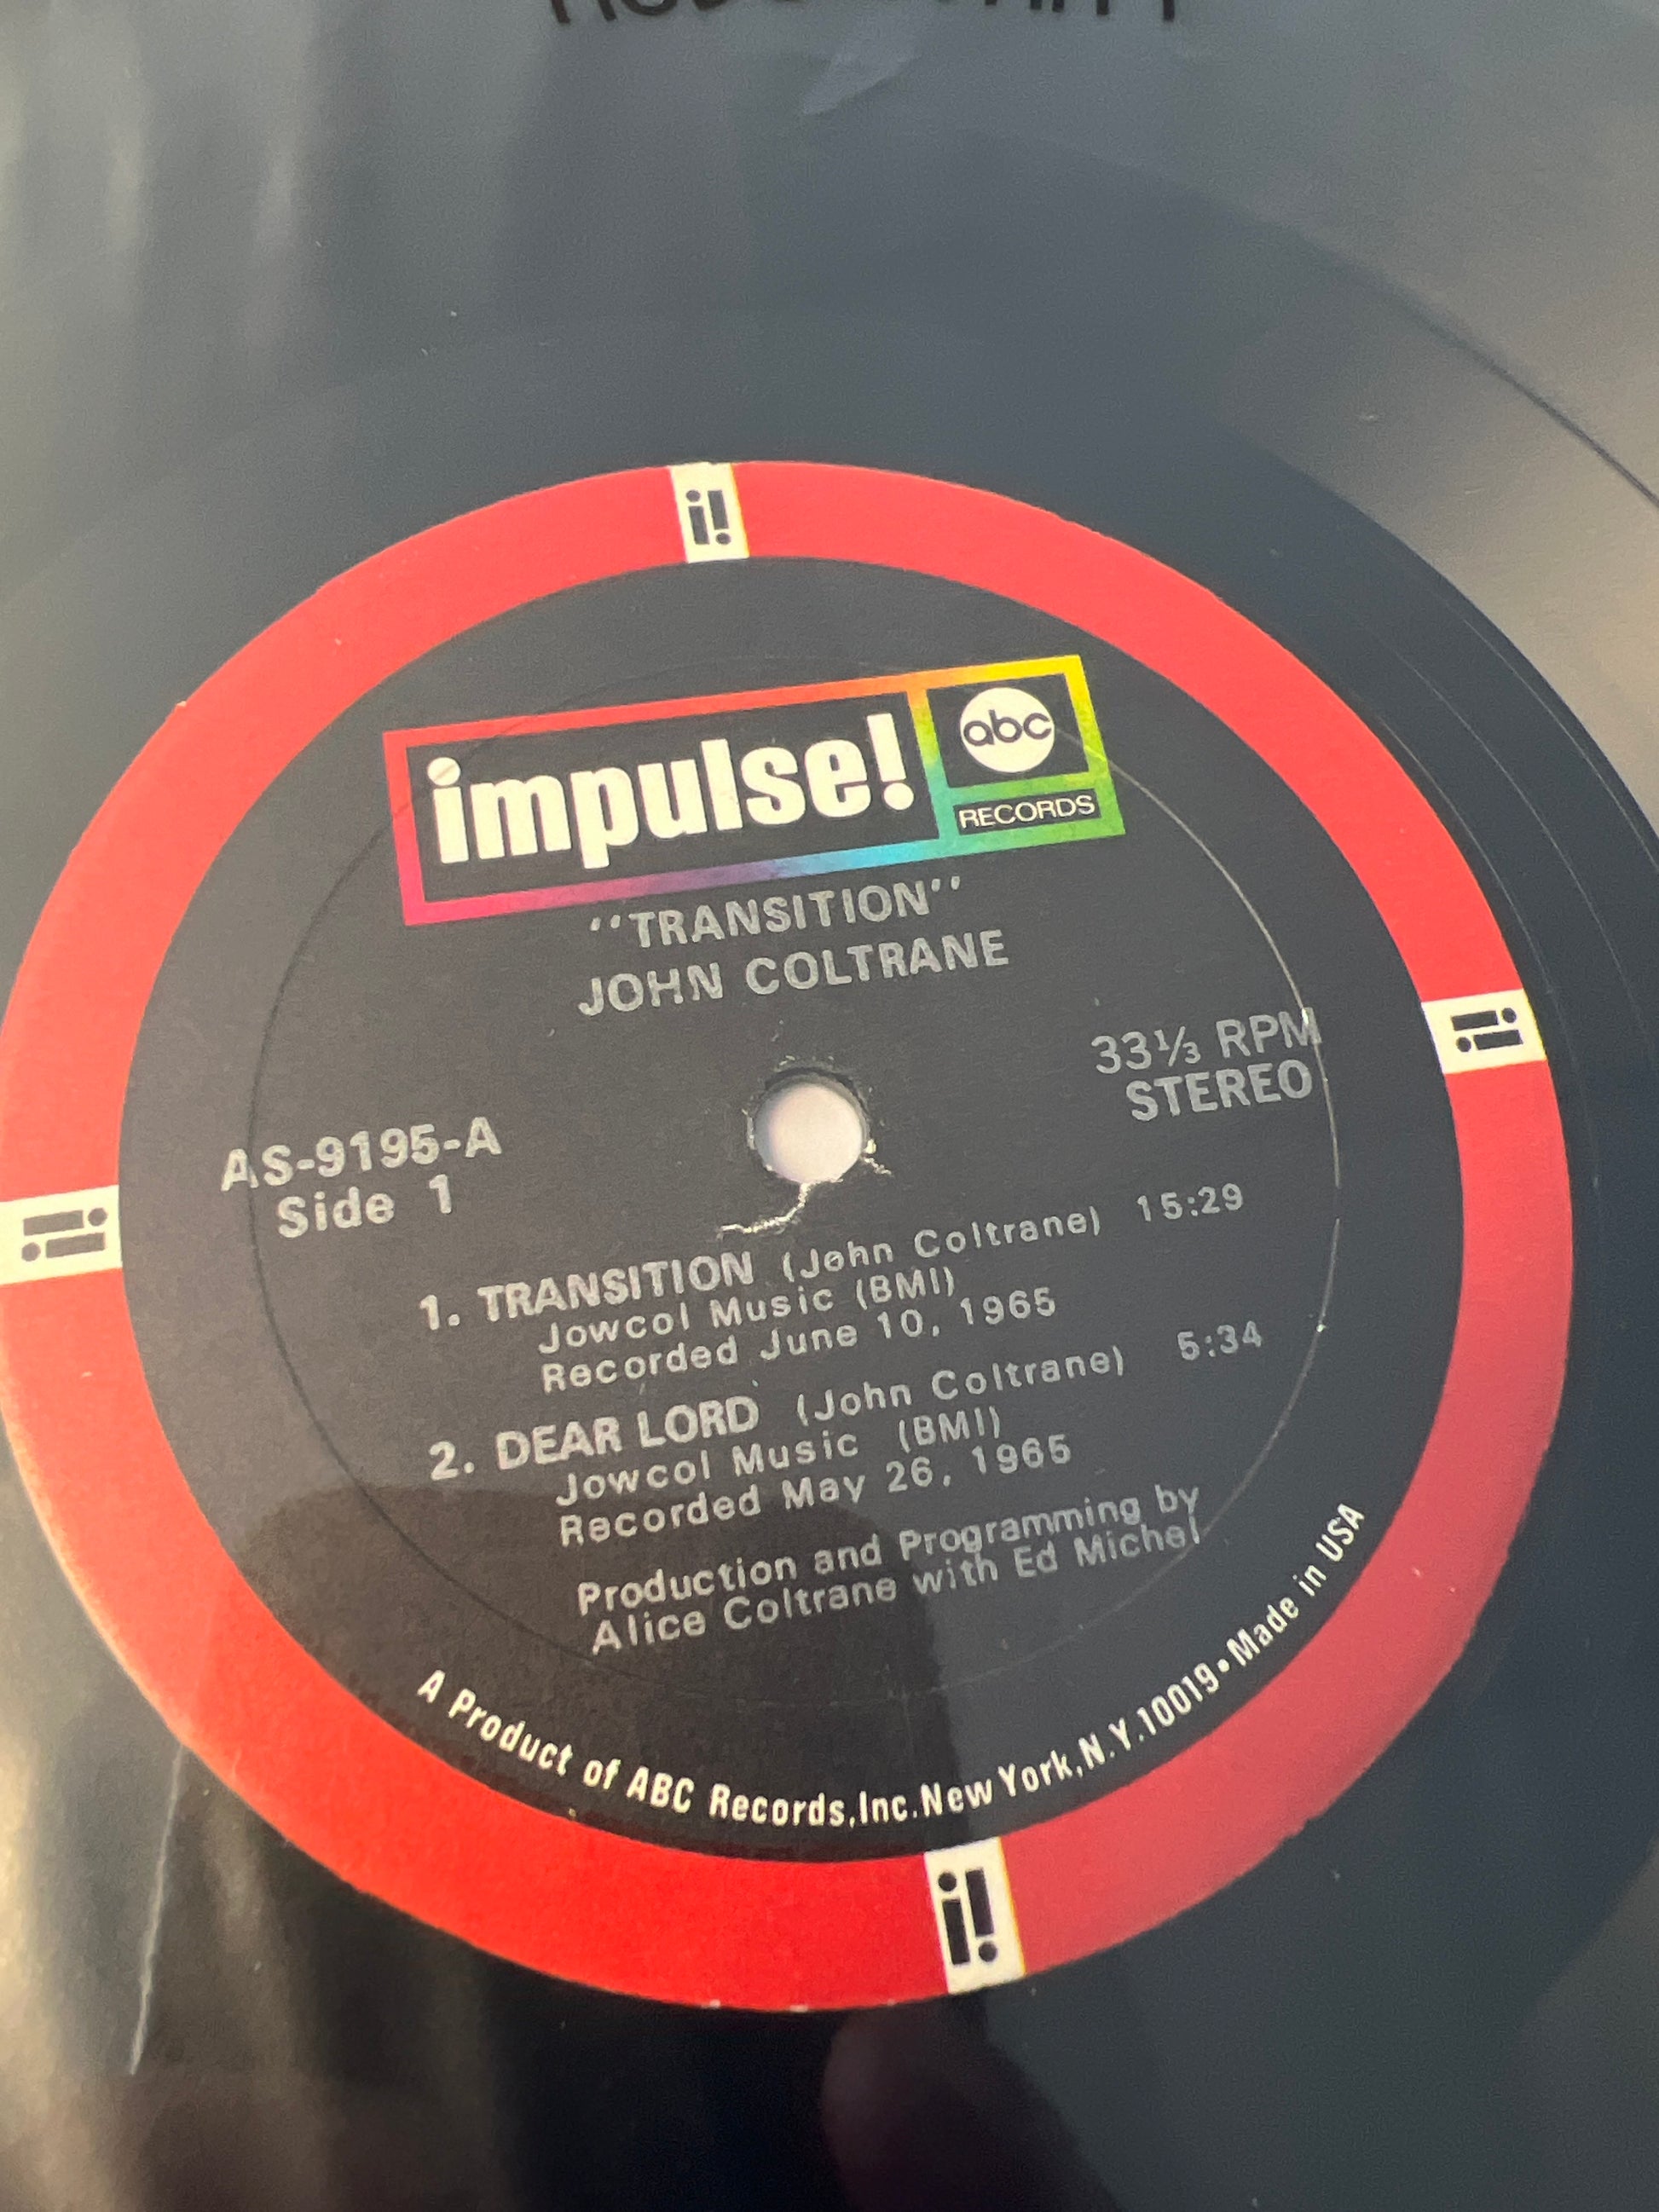 i!
impulse!
abc
RECORDS
''TRANSITION''
JOHN COLTRANE
33⅓ RPM
STEREO
i!
AS-9195-A
Side 1
i!
1. TRANSITION (John Coltrane) 15:29
Jowcol Music (BMI)
Recorded June 10, 1965
2. DEAR LORD (John Coltrane) 5:34
Jowcol Music (BMI)
Recorded May 26, 1965
Production and Programming by
Alice Coltrane with Ed Michel
A Product of ABC Records,Inc.New York,N.Y.10019•Made in USA
i!